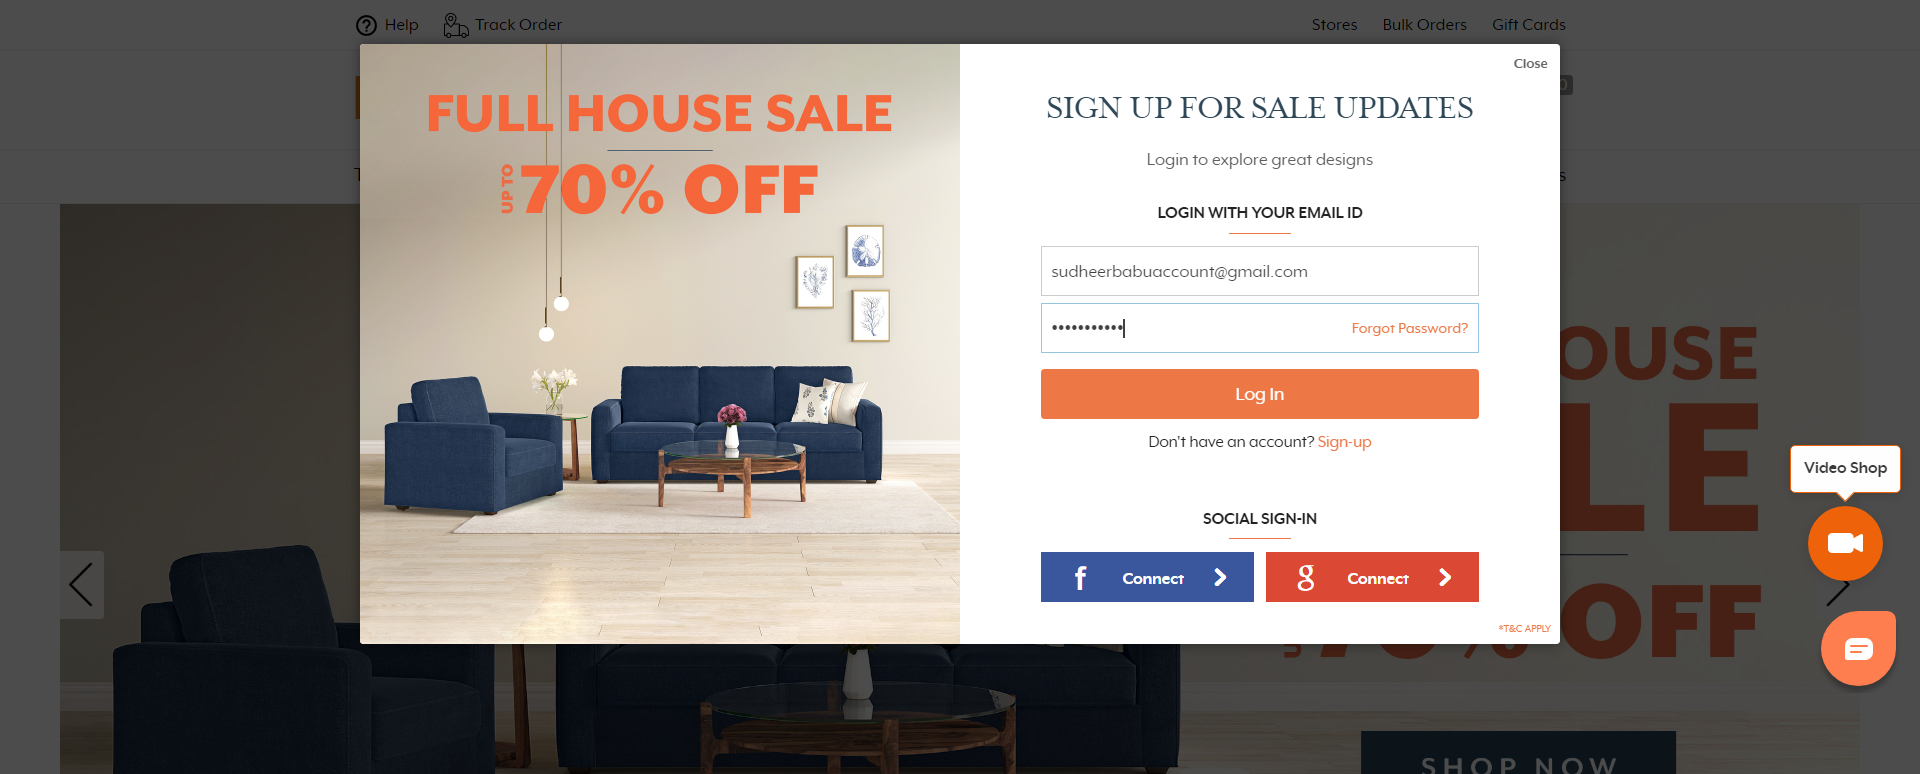 Help
Track Order
Stores
Bulk Orders
Gift Cards
Close
FULL HOUSE SALE
UP TO 70% OFF
SIGN UP FOR SALE UPDATES
Login to explore great designs
LOGIN WITH YOUR EMAIL ID
sudheerbabuaccount@gmail.com
•••••••••••
Forgot Password?
Log In
Don't have an account? Sign-up
SOCIAL SIGN-IN
f Connect
g Connect
*T&C APPLY
OUSE
LE
OFF
Video Shop
SHOP NOW